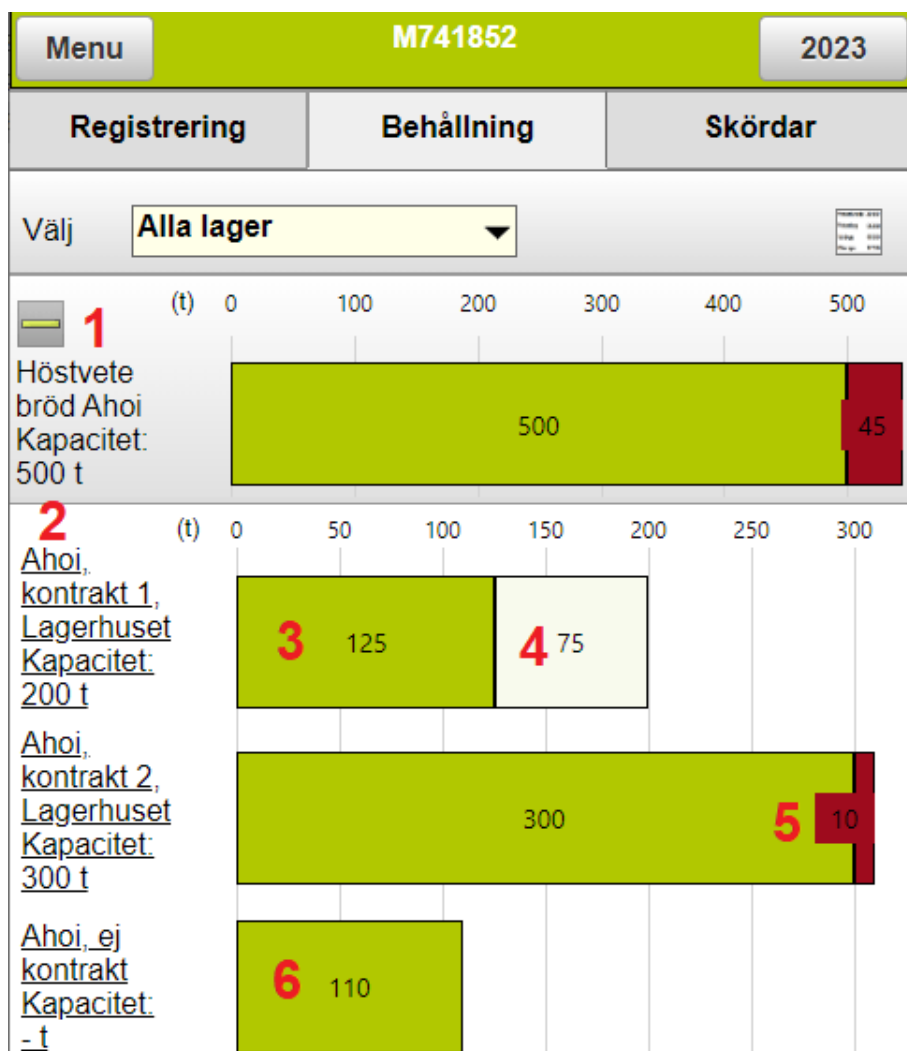 Menu M741852 2023
Registrering Behållning Skördar
Välj Alla lager
(t) 0 100 200 300 400 500
1
Höstvete
bröd Ahoi
Kapacitet:
500 t
500 45
2
(t) 0 50 100 150 200 250 300
Ahoi,
kontrakt 1,
Lagerhuset
Kapacitet:
200 t
3 125 4 75
Ahoi,
kontrakt 2,
Lagerhuset
Kapacitet:
300 t
300 5 10
Ahoi, ej
kontrakt
Kapacitet:
- t
6 110